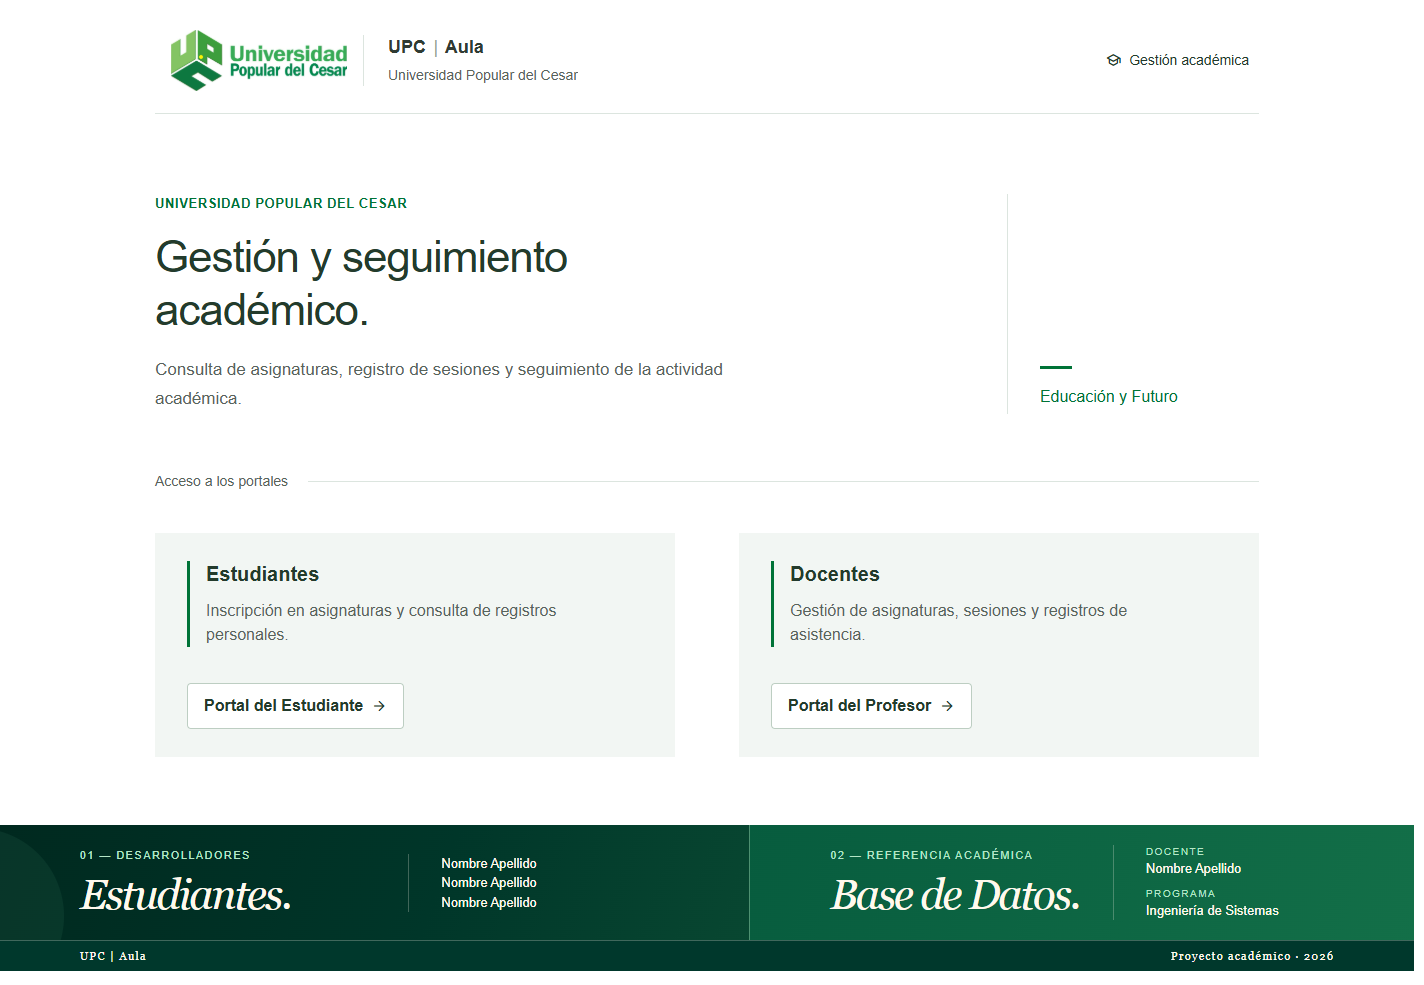 Universidad
Popular del Cesar
UPC | Aula
Universidad Popular del Cesar
Gestión académica
UNIVERSIDAD POPULAR DEL CESAR
Gestión y seguimiento
académico.
Consulta de asignaturas, registro de sesiones y seguimiento de la actividad
académica.
Educación y Futuro
Acceso a los portales
Estudiantes
Inscripción en asignaturas y consulta de registros
personales.
Portal del Estudiante →
Docentes
Gestión de asignaturas, sesiones y registros de
asistencia.
Portal del Profesor →
01 — DESARROLLADORES
Estudiantes.
Nombre Apellido
Nombre Apellido
Nombre Apellido
02 — REFERENCIA ACADÉMICA
Base de Datos.
DOCENTE
Nombre Apellido
PROGRAMA
Ingeniería de Sistemas
UPC | Aula
Proyecto académico · 2026